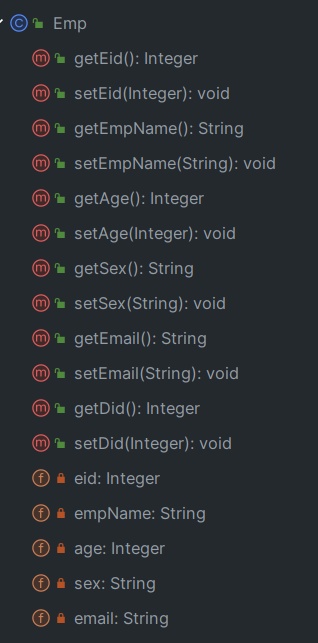 Emp
getEid(): Integer
setEid(Integer): void
getEmpName(): String
setEmpName(String): void
getAge(): Integer
setAge(Integer): void
getSex(): String
setSex(String): void
getEmail(): String
setEmail(String): void
getDid(): Integer
setDid(Integer): void
eid: Integer
empName: String
age: Integer
sex: String
email: String